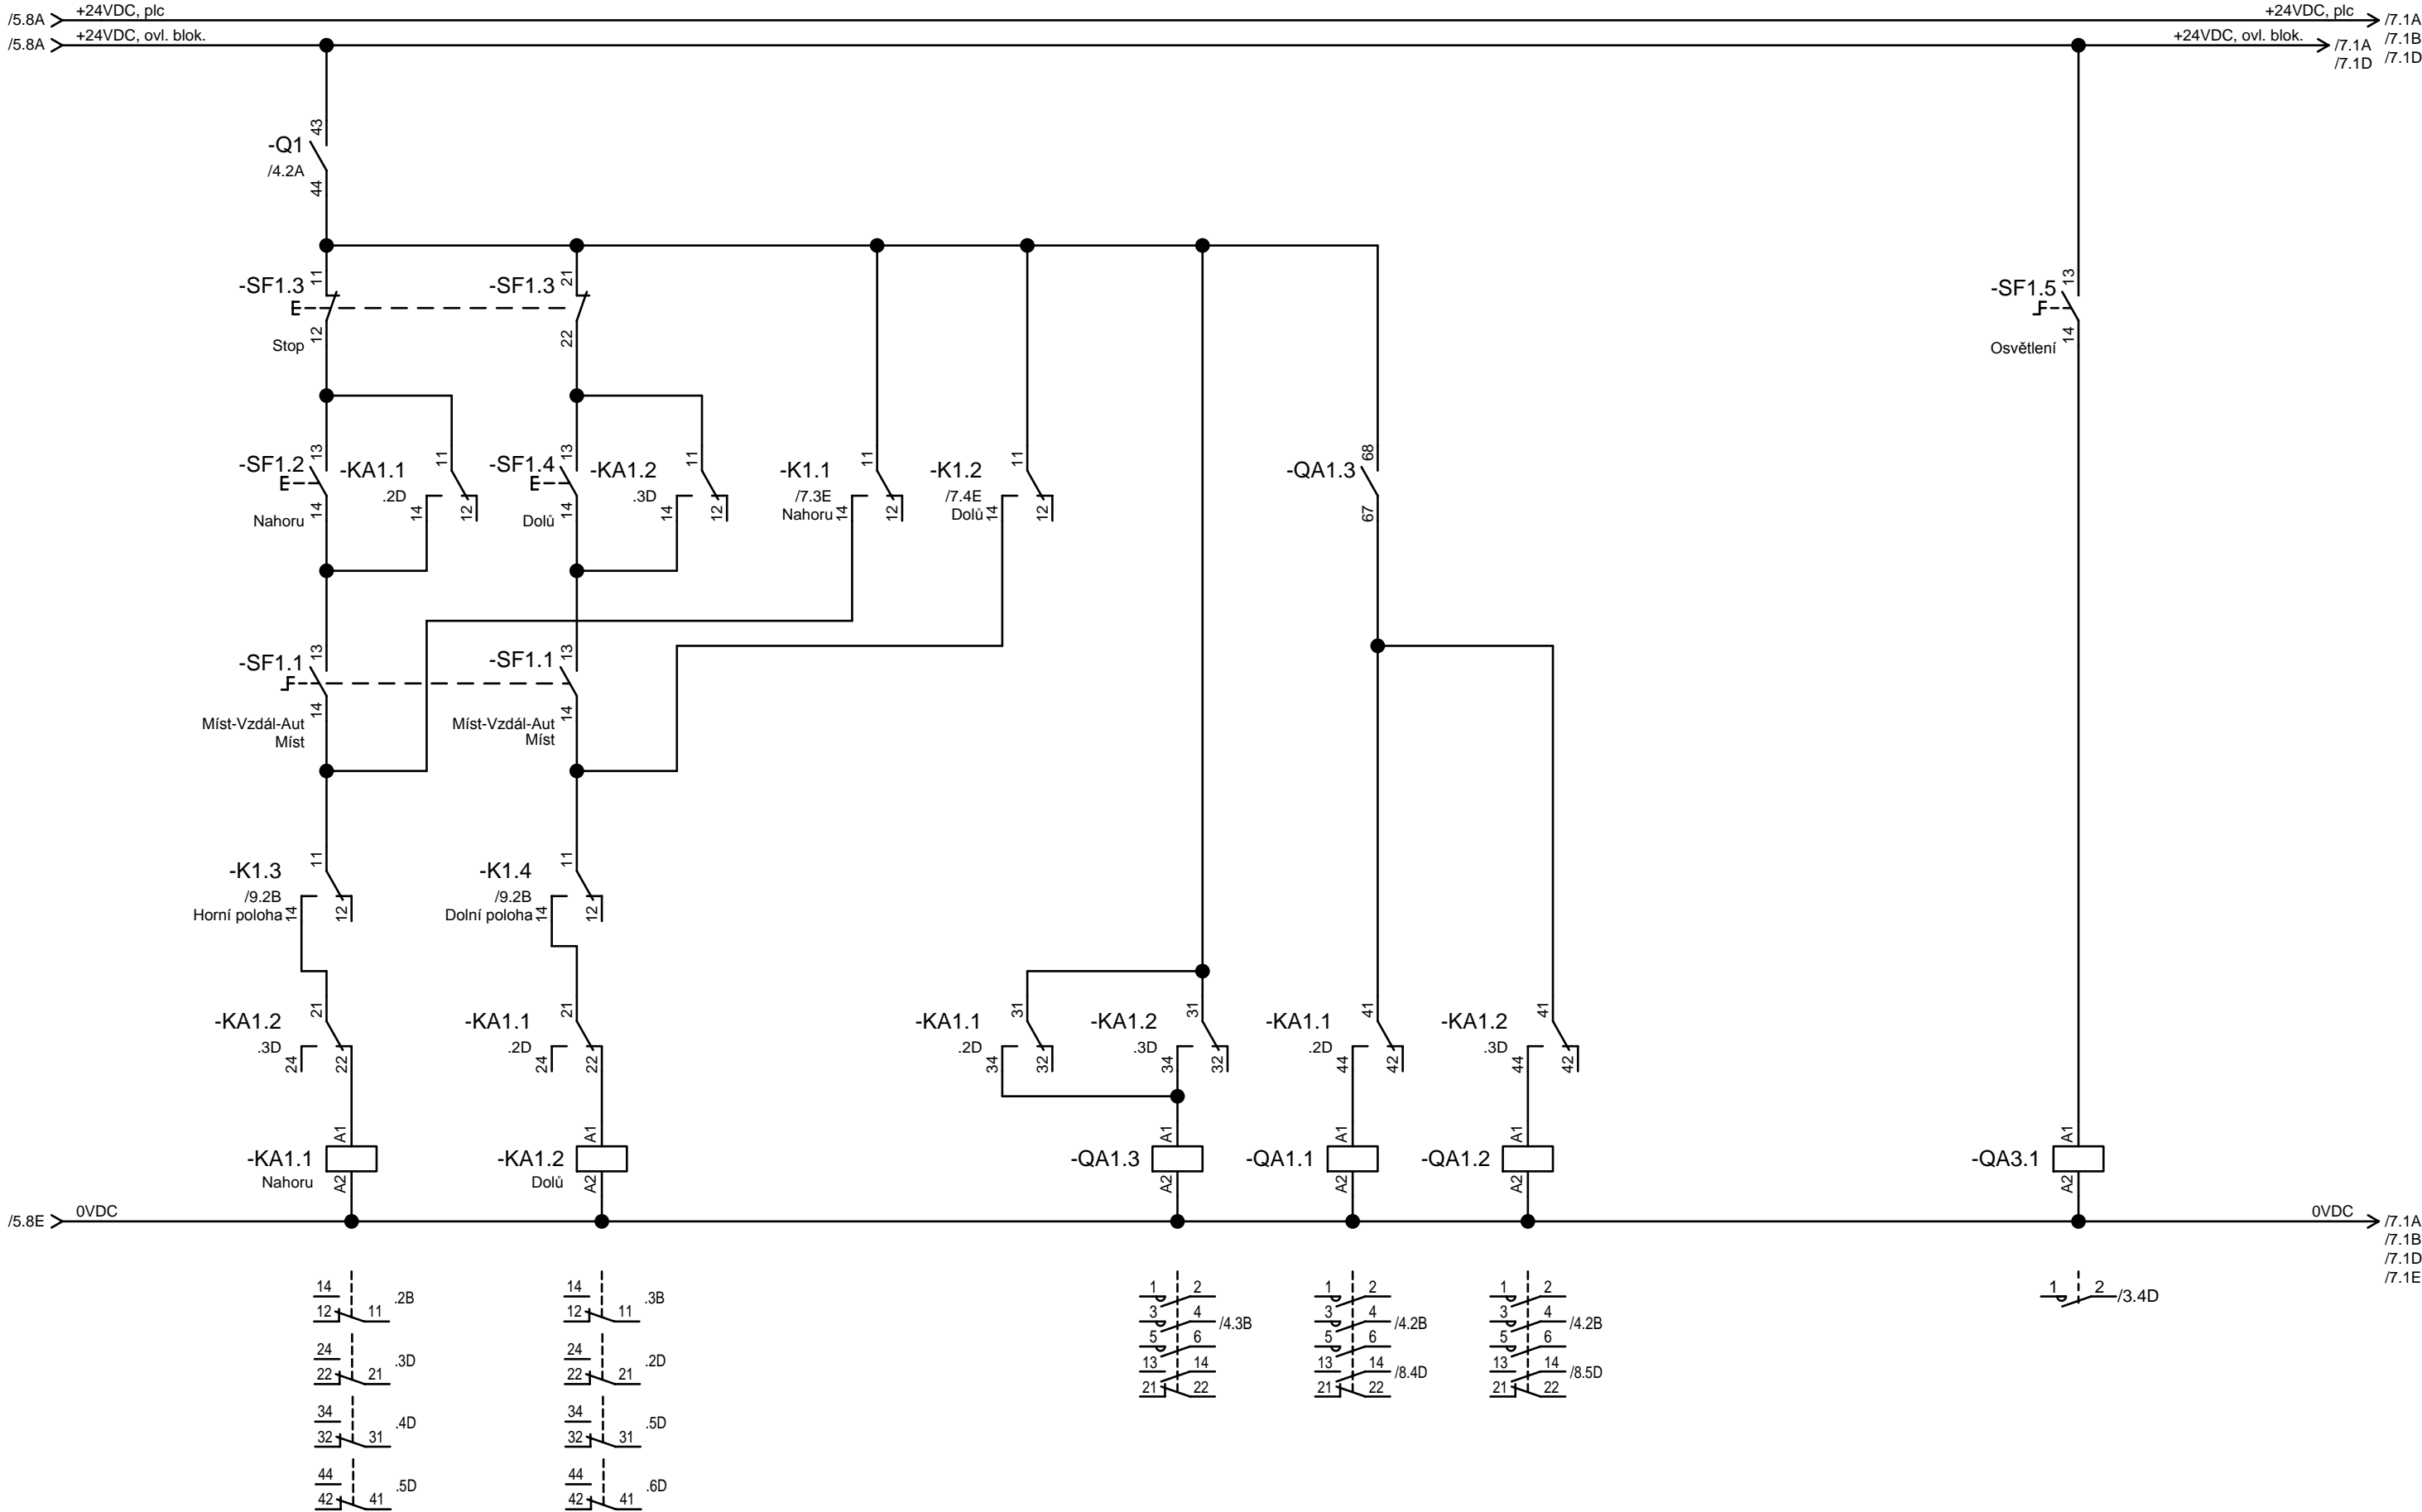 /5.8A +24VDC, plc +24VDC, plc /7.1A
/5.8A +24VDC, ovl. blok. +24VDC, ovl. blok. /7.1A /7.1B
/7.1D /7.1D
43
-Q1
/4.2A
44
11 21 13
-SF1.3 -SF1.3 -SF1.5
12 22 14
Stop Osvětlení
13 11 13 11 11 11 68
-SF1.2 -KA1.1 -SF1.4 -KA1.2 -K1.1 -K1.2 -QA1.3
.2D .3D /7.3E /7.4E
14 14 12 14 14 12 14 12 14 12 67
Nahoru Dolů Nahoru Dolů
13 13
-SF1.1 -SF1.1
14 14
Míst-Vzdál-Aut Míst-Vzdál-Aut
Míst Míst
11 11
-K1.3 -K1.4
/9.2B /9.2B
Horní poloha 14 12 Dolní poloha 14 12
21 21 31 31 41 41
-KA1.2 -KA1.1 -KA1.1 -KA1.2 -KA1.1 -KA1.2
.3D .2D .2D .3D .2D .3D
24 22 24 22 34 32 34 32 44 42 44 42
A1 A1 A1 A1 A1 A1
-KA1.1 -KA1.2 -QA1.3 -QA1.1 -QA1.2 -QA3.1
Nahoru A2 Dolů A2 A2 A2 A2 A2
/5.8E 0VDC 0VDC /7.1A
/7.1B
/7.1D
/7.1E
14 14 1 2 1 2 1 2 1 2 /3.4D
12 11 .2B 12 11 .3B 3 4 /4.3B 3 4 /4.2B 3 4 /4.2B
5 6 5 6 5 6
24 24 13 14 13 14 /8.4D 13 14 /8.5D
22 21 .3D 22 21 .2D 21 22 21 22 21 22
34 34
32 31 .4D 32 31 .5D
44 44
42 41 .5D 42 41 .6D